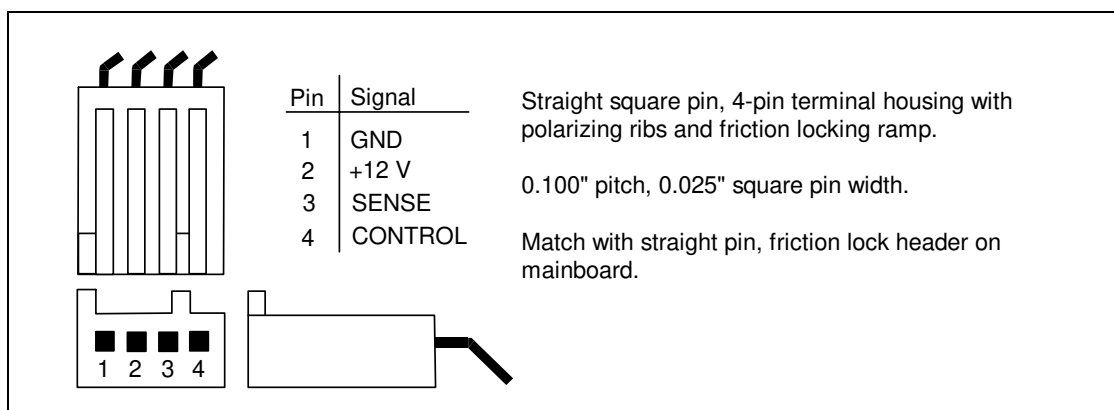 Pin Signal
1 GND
2 +12 V
3 SENSE
4 CONTROL
Straight square pin, 4-pin terminal housing with
polarizing ribs and friction locking ramp.
0.100" pitch, 0.025" square pin width.
Match with straight pin, friction lock header on
mainboard.
1 2 3 4